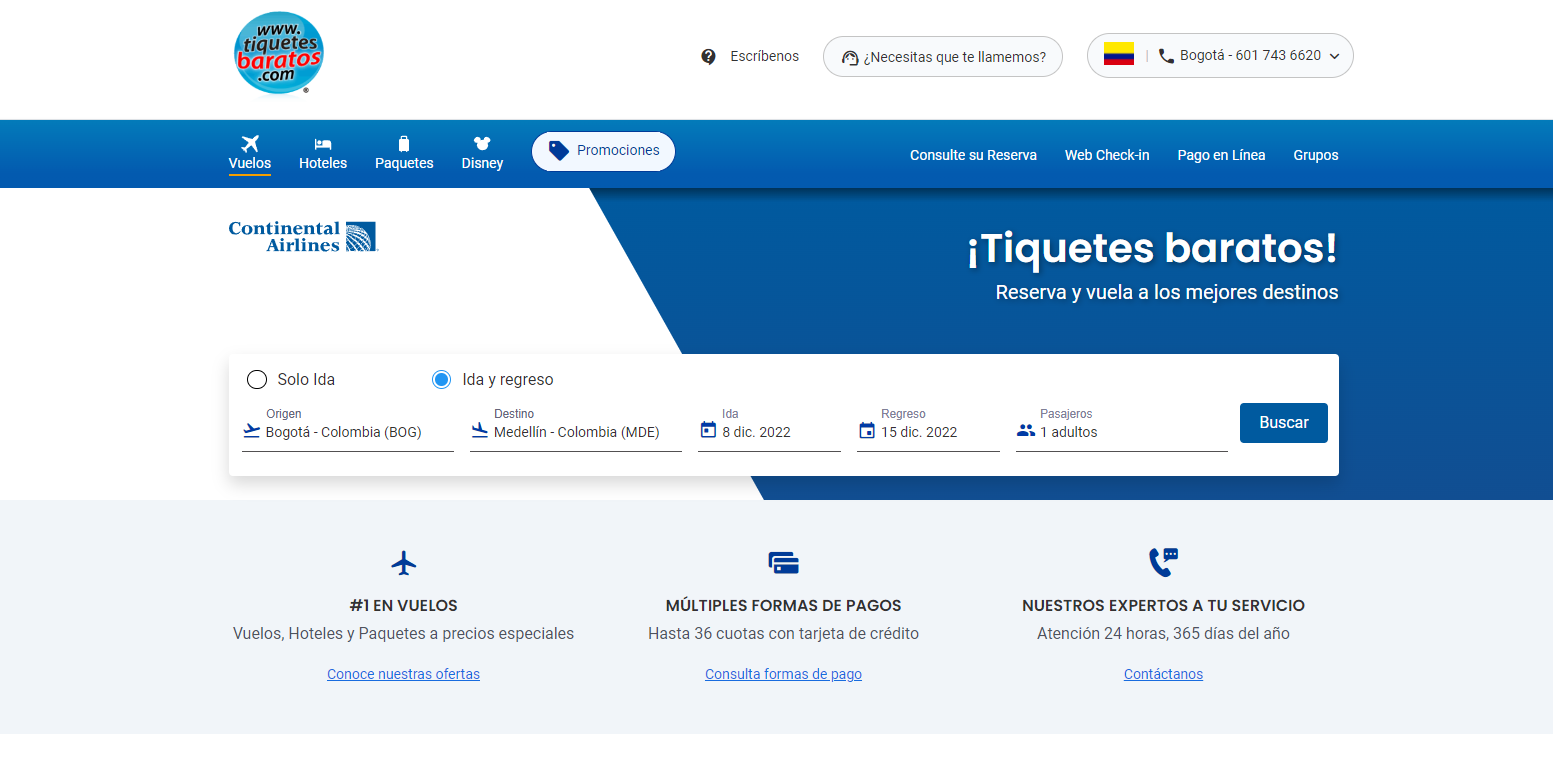 www.
tiquetes
baratos
.com
®
Escríbenos
¿Necesitas que te llamemos?
| Bogotá - 601 743 6620
Vuelos
Hoteles
Paquetes
Disney
Promociones
Consulte su Reserva
Web Check-in
Pago en Línea
Grupos
Continental
Airlines
¡Tiquetes baratos!
Reserva y vuela a los mejores destinos
Solo Ida
Ida y regreso
Origen
Bogotá - Colombia (BOG)
Destino
Medellín - Colombia (MDE)
Ida
8 dic. 2022
Regreso
15 dic. 2022
Pasajeros
1 adultos
Buscar
#1 EN VUELOS
Vuelos, Hoteles y Paquetes a precios especiales
Conoce nuestras ofertas
MÚLTIPLES FORMAS DE PAGOS
Hasta 36 cuotas con tarjeta de crédito
Consulta formas de pago
NUESTROS EXPERTOS A TU SERVICIO
Atención 24 horas, 365 días del año
Contáctanos